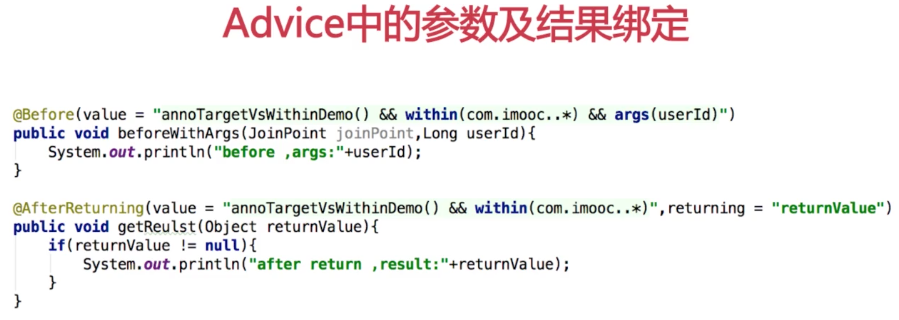 Advice中的参数及结果绑定
@Before(value = "annoTargetVsWithinDemo() && within(com.imooc..*) && args(userId)")
public void beforeWithArgs(JoinPoint joinPoint,Long userId){
    System.out.println("before ,args:"+userId);
}
@AfterReturning(value = "annoTargetVsWithinDemo() && within(com.imooc..*)",returning = "returnValue")
public void getReulst(Object returnValue){
    if(returnValue != null){
        System.out.println("after return ,result:"+returnValue);
    }
}